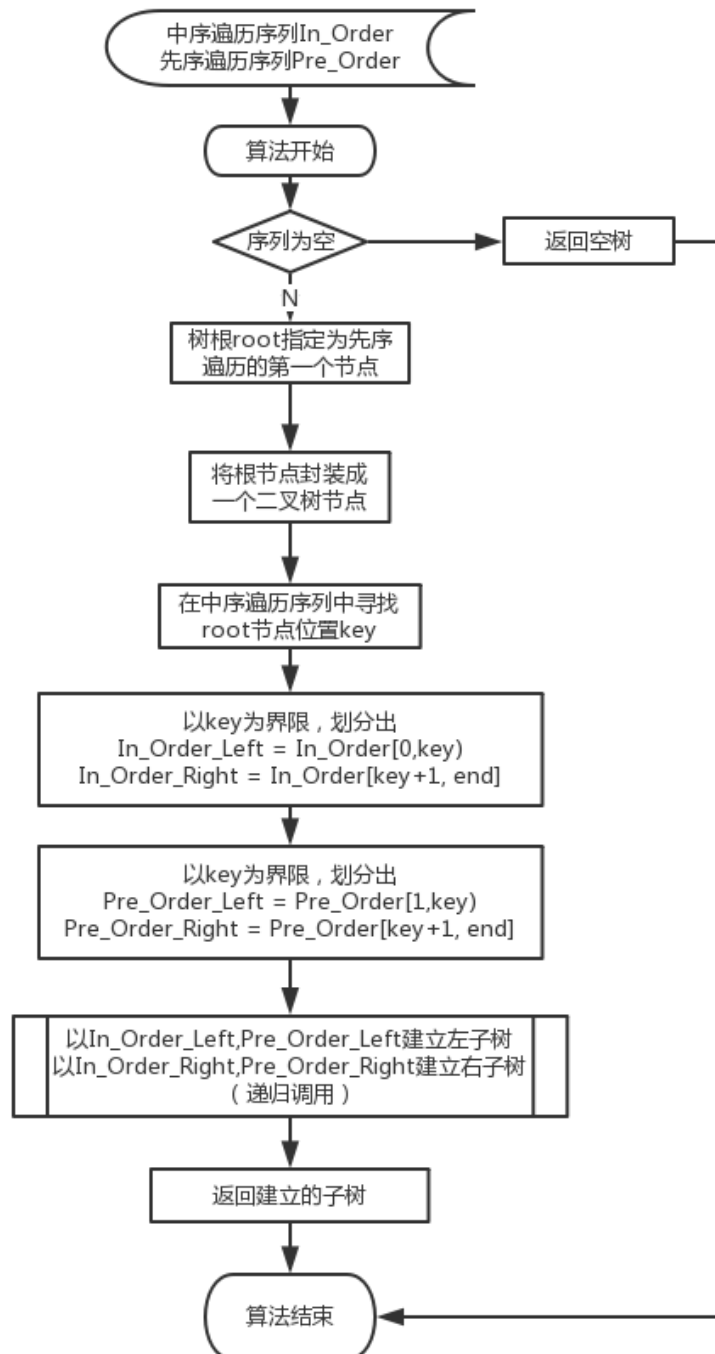 中序遍历序列In_Order
先序遍历序列Pre_Order
算法开始
序列为空
返回空树
N
树根root指定为先序
遍历的第一个节点
将根节点封装成
一个二叉树节点
在中序遍历序列中寻找
root节点位置key
以key为界限，划分出
In_Order_Left = In_Order[0,key)
In_Order_Right = In_Order[key+1, end]
以key为界限，划分出
Pre_Order_Left = Pre_Order[1,key)
Pre_Order_Right = Pre_Order[key+1, end]
以In_Order_Left,Pre_Order_Left建立左子树
以In_Order_Right,Pre_Order_Right建立右子树
（递归调用）
返回建立的子树
算法结束